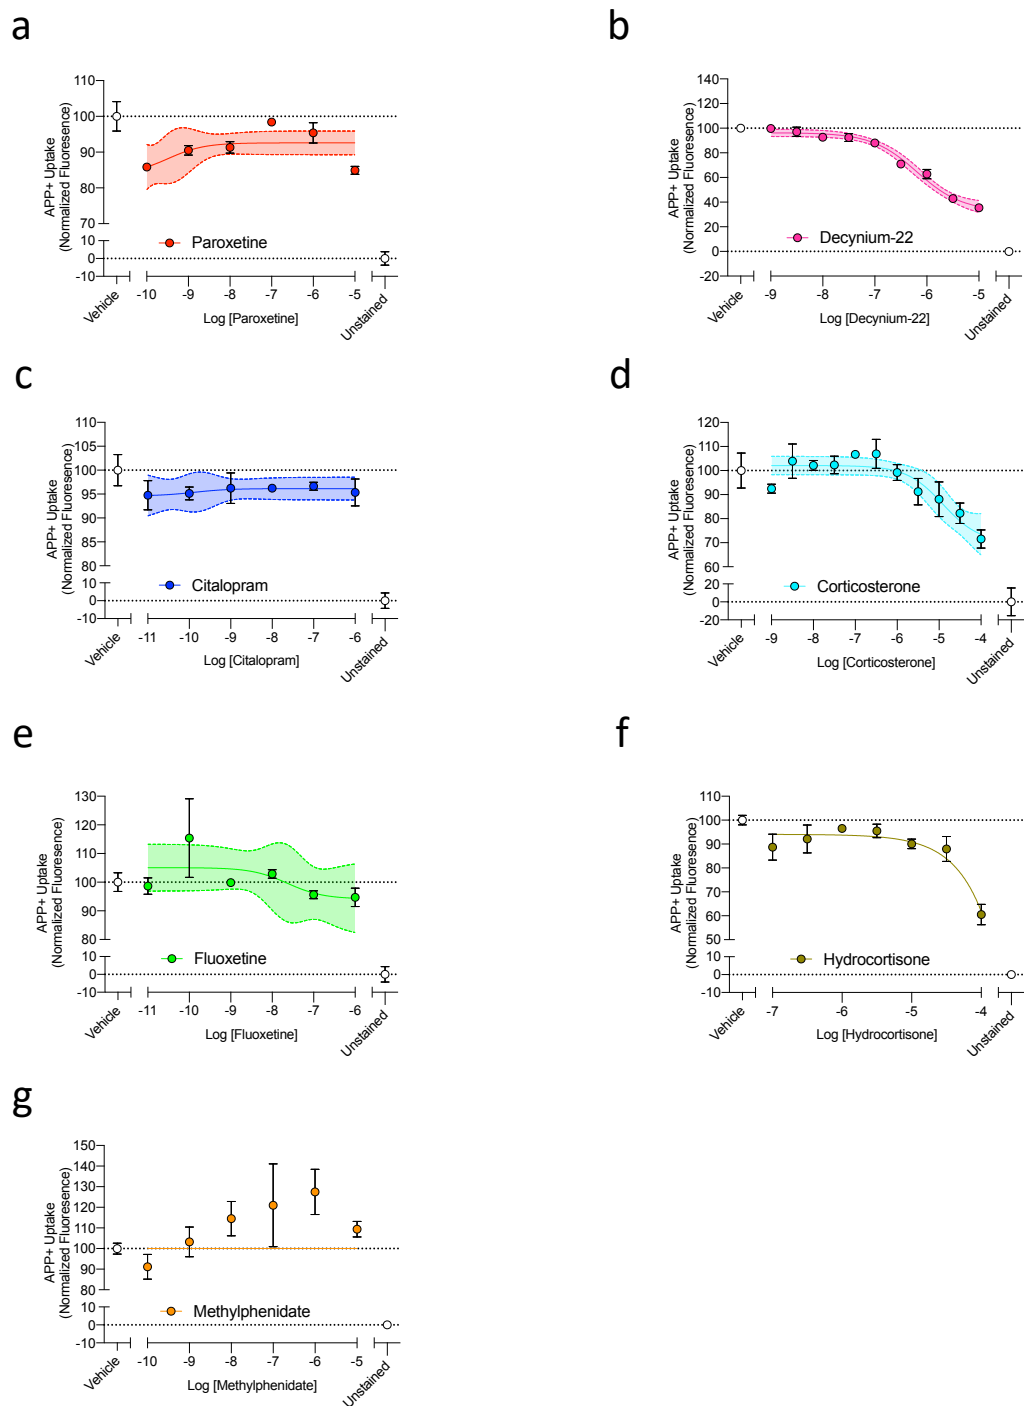 a
APP+ Uptake
(Normalized Fluoresence)
110
100
90
80
70
10
0
-10
Paroxetine
Vehicle
-10
-9
-8
-7
-6
-5
Unstained
Log [Paroxetine]
b
APP+ Uptake
(Normalized Fluoresence)
140
120
100
80
60
40
20
0
-20
Decynium-22
Vehicle
-9
-8
-7
-6
-5
Unstained
Log [Decynium-22]
c
APP+ Uptake
(Normalized Fluoresence)
110
105
100
95
90
85
80
10
0
-10
Citalopram
Vehicle
-11
-10
-9
-8
-7
-6
Unstained
Log [Citalopram]
d
APP+ Uptake
(Normalized Fluoresence)
120
110
100
90
80
70
60
20
0
-20
Corticosterone
Vehicle
-9
-8
-7
-6
-5
-4
Unstained
Log [Corticosterone]
e
APP+ Uptake
(Normalized Fluoresence)
130
120
110
100
90
80
10
0
-10
Fluoxetine
Vehicle
-11
-10
-9
-8
-7
-6
Unstained
Log [Fluoxetine]
f
APP+ Uptake
(Normalized Fluoresence)
110
100
90
80
70
60
50
10
0
-10
Hydrocortisone
Vehicle
-7
-6
-5
-4
Unstained
Log [Hydrocortisone]
g
APP+ Uptake
(Normalized Fluoresence)
150
140
130
120
110
100
90
80
10
0
-10
Methylphenidate
Vehicle
-10
-9
-8
-7
-6
-5
Unstained
Log [Methylphenidate]